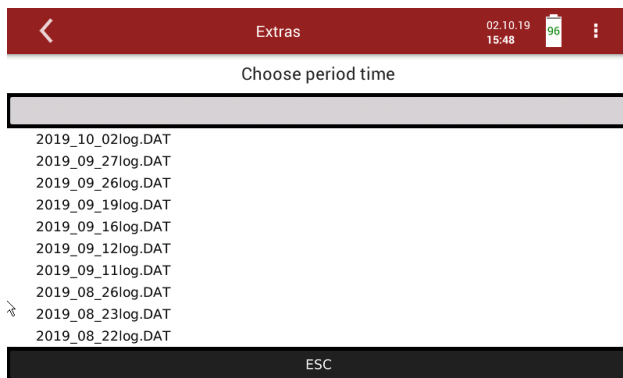 Extras
02.10.19
15:48
96
Choose period time
2019_10_02log.DAT
2019_09_27log.DAT
2019_09_26log.DAT
2019_09_19log.DAT
2019_09_16log.DAT
2019_09_12log.DAT
2019_09_11log.DAT
2019_08_26log.DAT
2019_08_23log.DAT
2019_08_22log.DAT
ESC